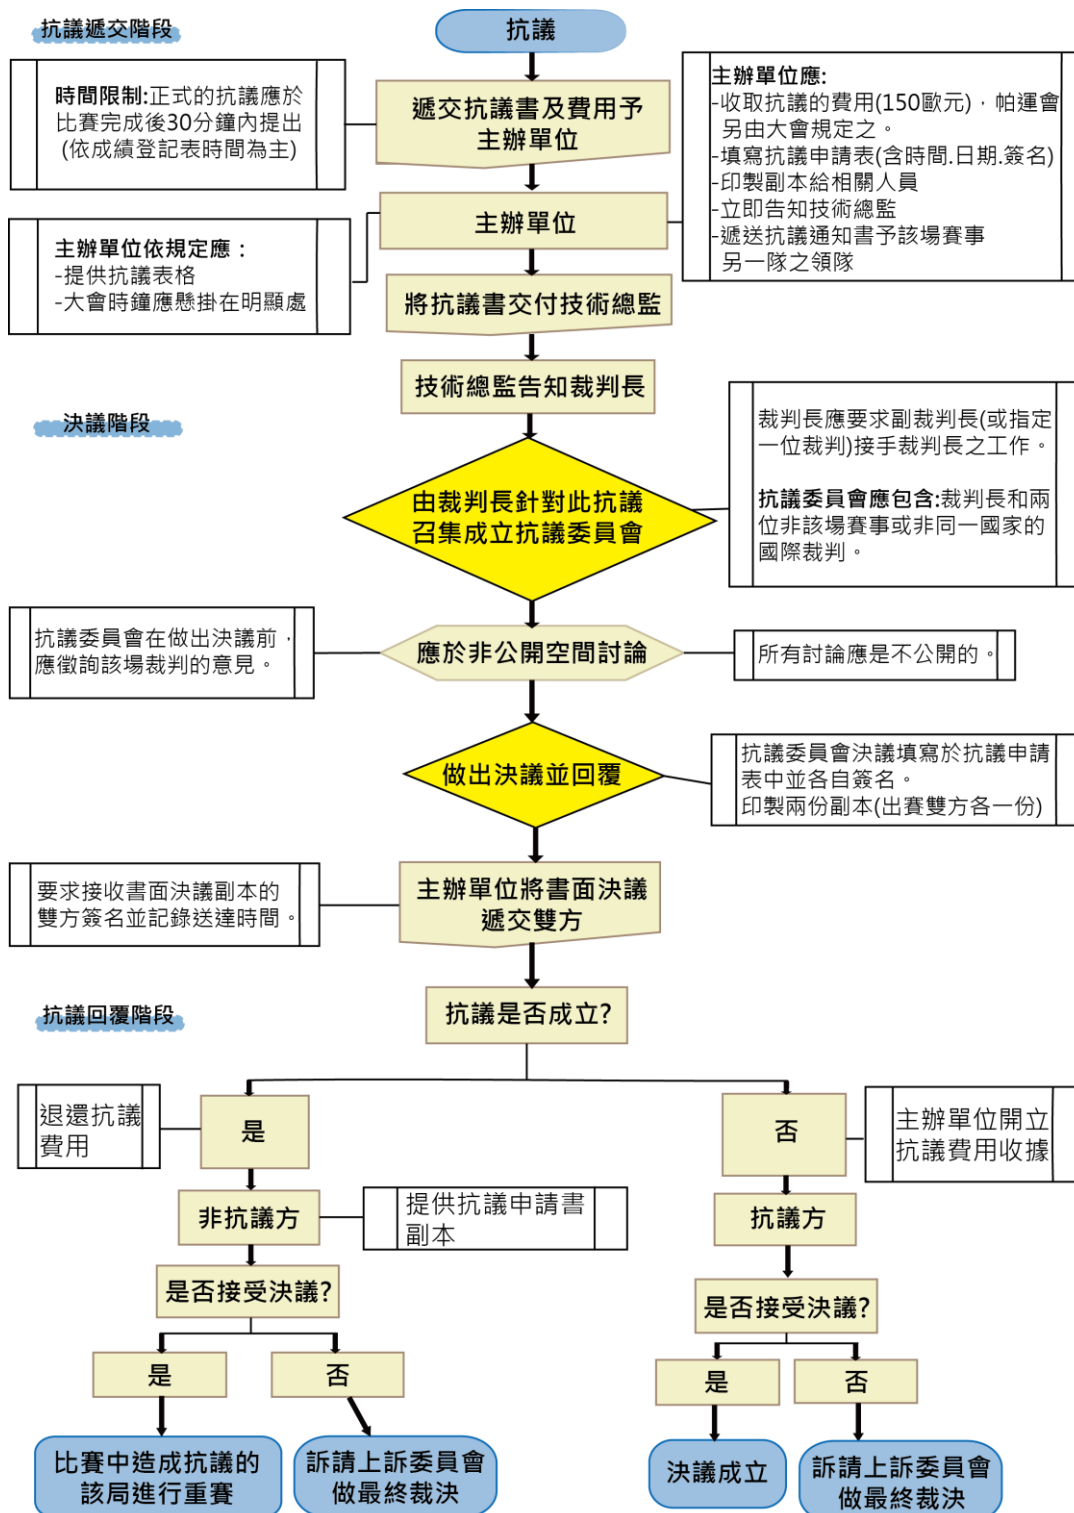 抗議遞交階段
抗議
時間限制:正式的抗議應於
比賽完成後30分鐘內提出
(依成績登記表時間為主)
遞交抗議書及費用予
主辦單位
主辦單位應:
-收取抗議的費用(150歐元)，帕運會
另由大會規定之。
-填寫抗議申請表(含時間.日期.簽名)
-印製副本給相關人員
-立即告知技術總監
-遞送抗議通知書予該場賽事
另一隊之領隊
主辦單位
主辦單位依規定應：
-提供抗議表格
-大會時鐘應懸掛在明顯處
將抗議書交付技術總監
技術總監告知裁判長
決議階段
由裁判長針對此抗議
召集成立抗議委員會
裁判長應要求副裁判長(或指定
一位裁判)接手裁判長之工作。
抗議委員會應包含:裁判長和兩
位非該場賽事或非同一國家的
國際裁判。
抗議委員會在做出決議前，
應徵詢該場裁判的意見。
應於非公開空間討論
所有討論應是不公開的。
做出決議並回覆
抗議委員會決議填寫於抗議申請
表中並各自簽名。
印製兩份副本(出賽雙方各一份)
要求接收書面決議副本的
雙方簽名並記錄送達時間。
主辦單位將書面決議
遞交雙方
抗議回覆階段
抗議是否成立?
退還抗議
費用
是
否
主辦單位開立
抗議費用收據
非抗議方
提供抗議申請書
副本
抗議方
是否接受決議?
是否接受決議?
是
否
是
否
比賽中造成抗議的
該局進行重賽
訴請上訴委員會
做最終裁決
決議成立
訴請上訴委員會
做最終裁決